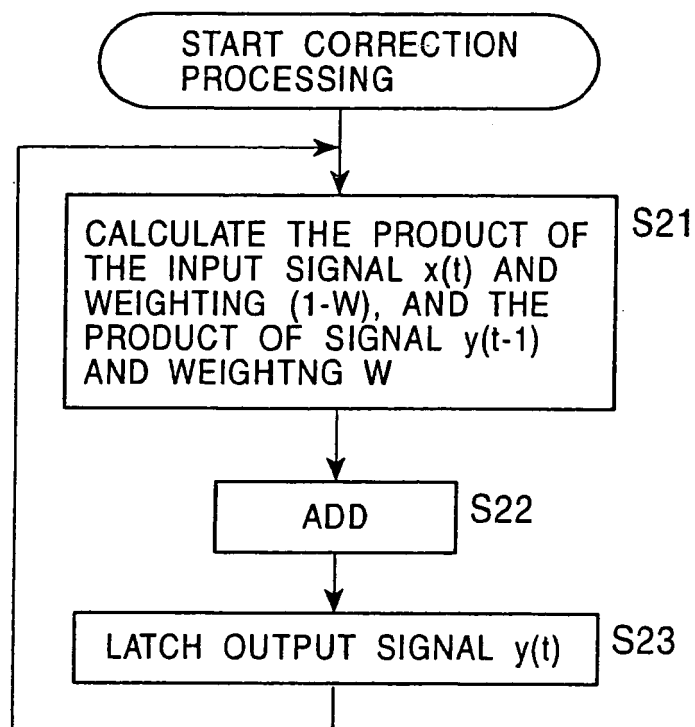 START CORRECTION
PROCESSING
S21
CALCULATE THE PRODUCT OF
THE INPUT SIGNAL x(t) AND
WEIGHTING (1-W), AND THE
PRODUCT OF SIGNAL y(t-1)
AND WEIGHTNG W
ADD
S22
LATCH OUTPUT SIGNAL y(t)
S23